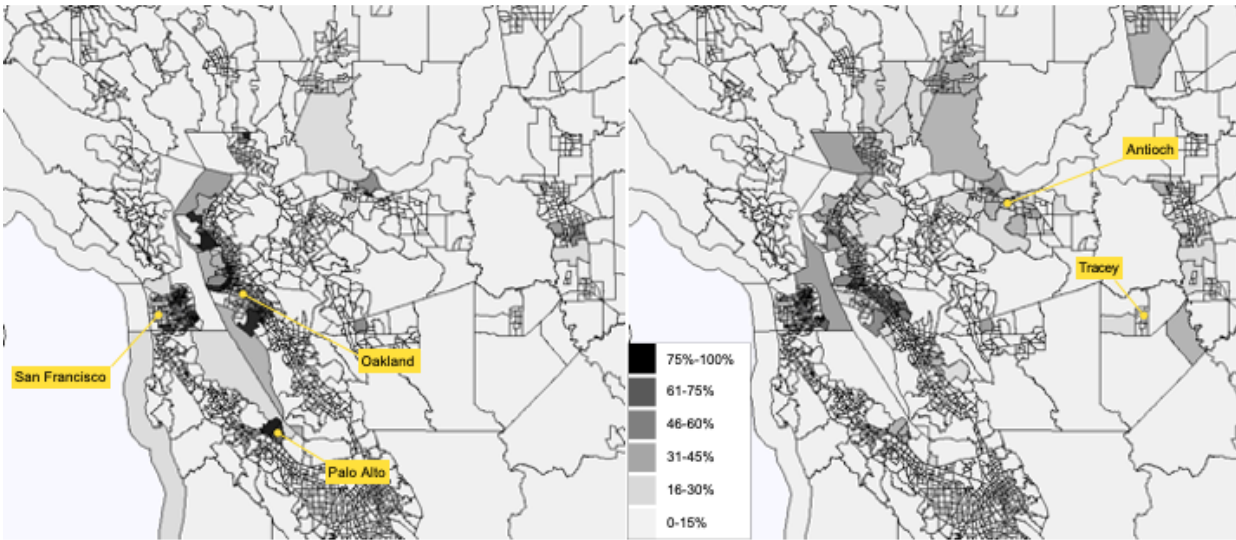 Antioch
Tracey
San Francisco
Oakland
Palo Alto
75%-100%
61-75%
46-60%
31-45%
16-30%
0-15%